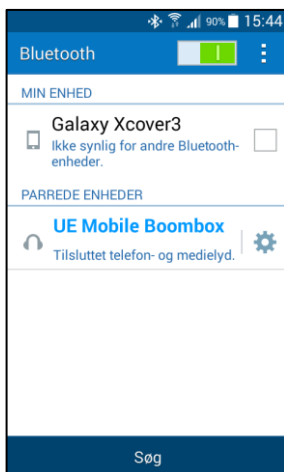 90% 15:44
Bluetooth
MIN ENHED
Galaxy Xcover3
Ikke synlig for andre Bluetooth-
enheder.
PARREDE ENHEDER
UE Mobile Boombox
Tilsluttet telefon- og medielyd.
Søg